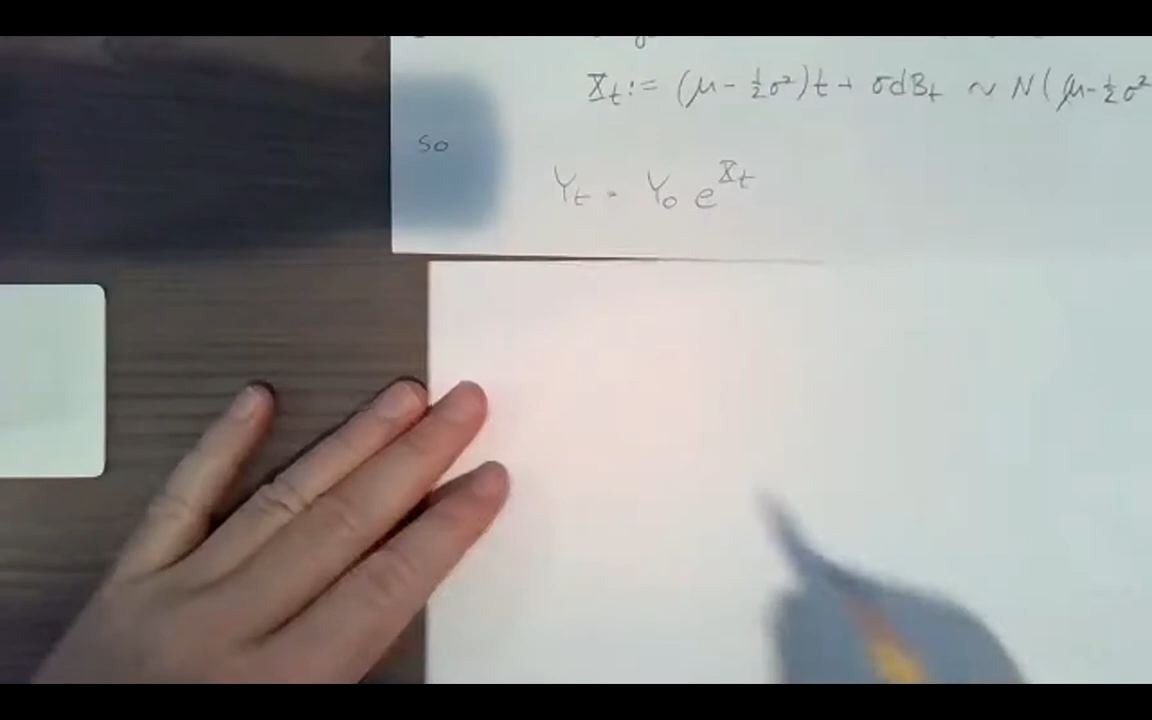 X_t := (μ - ½σ²)t + σdB_t ~ N(μ-½σ²
so
Y_t = Y_0 e^{X_t}